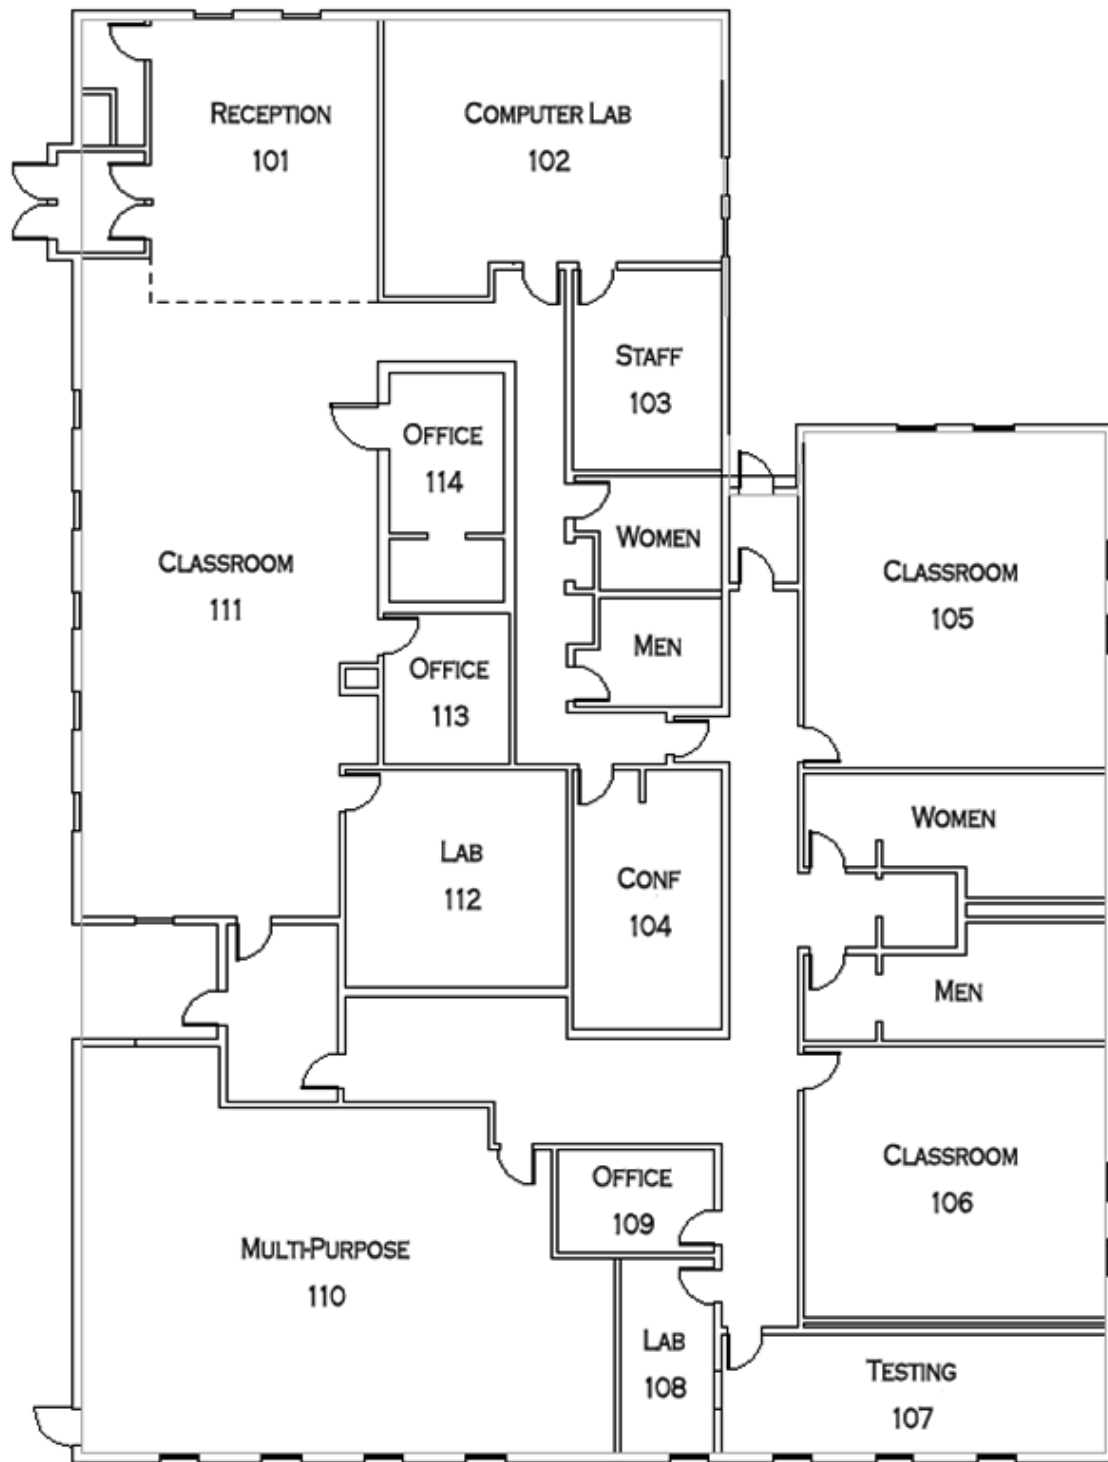 RECEPTION
101
COMPUTER LAB
102
STAFF
103
OFFICE
114
WOMEN
CLASSROOM
111
CLASSROOM
105
MEN
OFFICE
113
WOMEN
LAB
112
CONF
104
MEN
CLASSROOM
106
OFFICE
109
MULTI-PURPOSE
110
LAB
108
TESTING
107